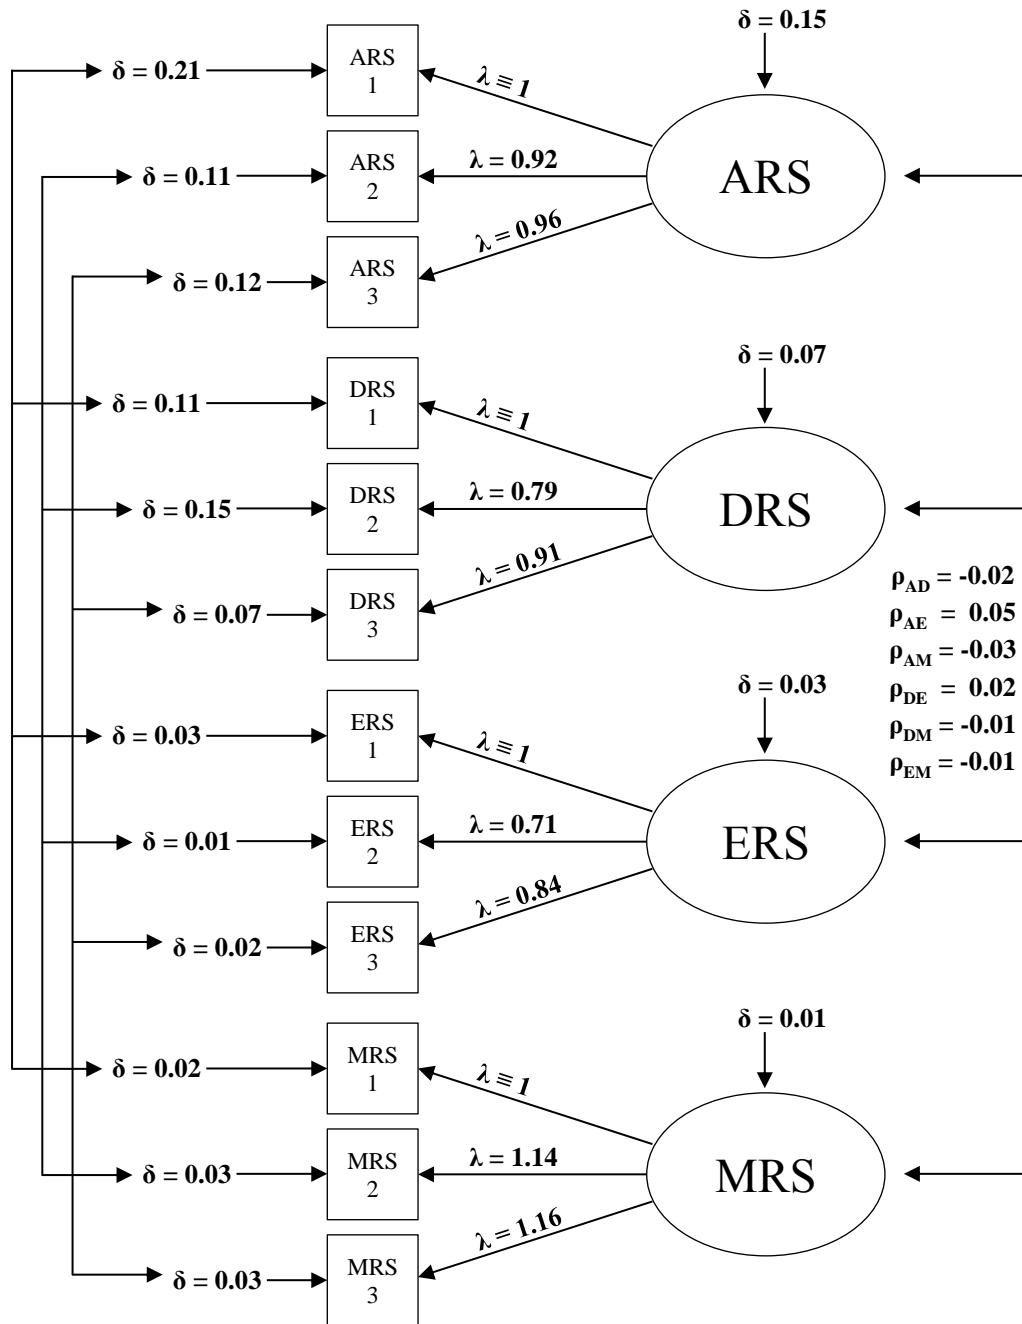 δ = 0.15
δ = 0.21
ARS
1
λ ≡ 1
δ = 0.11
ARS
2
λ = 0.92
ARS
δ = 0.12
ARS
3
λ = 0.96
δ = 0.07
δ = 0.11
DRS
1
λ ≡ 1
δ = 0.15
DRS
2
λ = 0.79
DRS
δ = 0.07
DRS
3
λ = 0.91
ρAD = -0.02
ρAE = 0.05
ρAM = -0.03
ρDE = 0.02
ρDM = -0.01
ρEM = -0.01
δ = 0.03
δ = 0.03
ERS
1
λ ≡ 1
δ = 0.01
ERS
2
λ = 0.71
ERS
δ = 0.02
ERS
3
λ = 0.84
δ = 0.01
δ = 0.02
MRS
1
λ ≡ 1
δ = 0.03
MRS
2
λ = 1.14
MRS
δ = 0.03
MRS
3
λ = 1.16